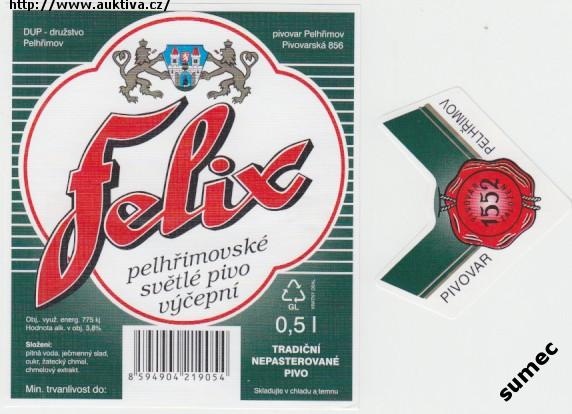 http://www.auktiva.cz/
DUP - družstvo
Pelhřimov
pivovar Pelhřimov
Pivovarská 856
Felix
pelhřimovské
světlé pivo
výčepní
Obj. využ. energ. 775 kj
Hodnota alk. v obj. 3,8%
Složení:
pitná voda, ječmenný slad,
cukr, žatecký chmel,
chmelový extrakt.
Min. trvanlivost do:
8 594904 219054
GL
VRATNÝ OBAL
0,5 l
TRADIČNÍ
NEPASTEROVANÉ
PIVO
Skladujte v chladu a temnu
PIVOVAR
PELHŘIMOV
1552
sumec